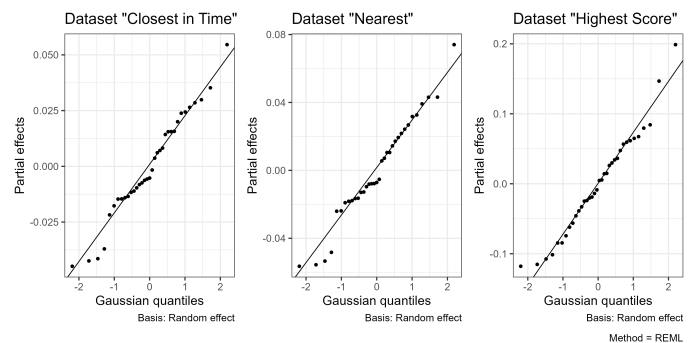 Dataset "Closest in Time"
Partial effects
0.050
0.025
0.000
-0.025
-2 -1 0 1 2
Gaussian quantiles
Basis: Random effect
Dataset "Nearest"
Partial effects
0.08
0.04
0.00
-0.04
-2 -1 0 1 2
Gaussian quantiles
Basis: Random effect
Dataset "Highest Score"
Partial effects
0.2
0.1
0.0
-0.1
-2 -1 0 1 2
Gaussian quantiles
Basis: Random effect
Method = REML